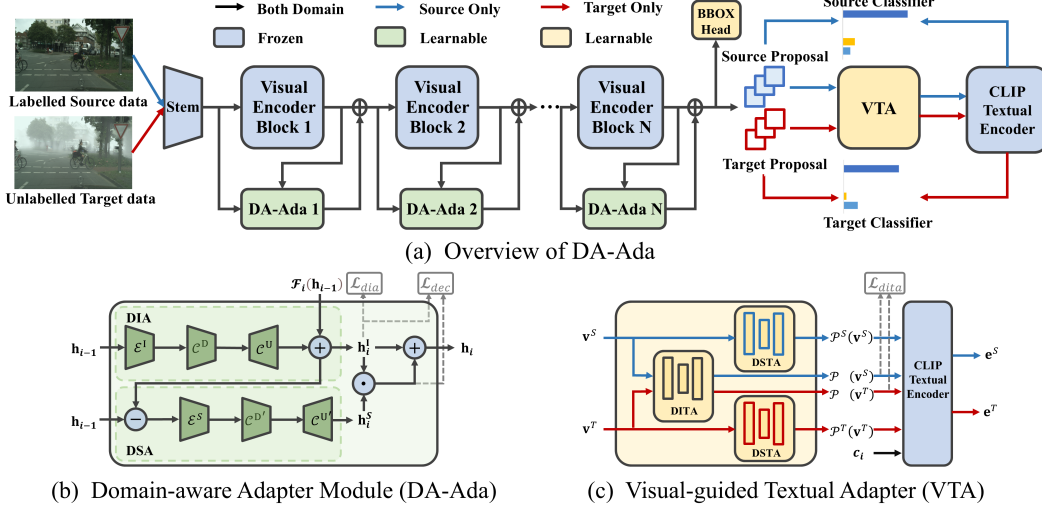 Both Domain
Source Only
Target Only
Frozen
Learnable
Learnable
BBOX
Head
Source Classifier
Labelled Source data
Unlabelled Target data
Stem
Visual
Encoder
Block 1
Visual
Encoder
Block 2
...
Visual
Encoder
Block N
DA-Ada 1
DA-Ada 2
DA-Ada N
Source Proposal
Target Proposal
VTA
CLIP
Textual
Encoder
Target Classifier
(a) Overview of DA-Ada
𝓕ᵢ(hᵢ₋₁)
ℒ_dia
ℒ_dec
DIA
hᵢ₋₁
ℰᴵ
𝒞ᴰ
𝒞ᵁ
+
hᵢᴵ
+
hᵢ
hᵢ₋₁
−
ℰˢ
𝒞ᴰ′
𝒞ᵁ′
hᵢˢ
DSA
(b) Domain-aware Adapter Module (DA-Ada)
ℒ_dita
vˢ
DSTA
𝒫ˢ(vˢ)
DITA
𝒫 (vˢ)
𝒫 (vᵀ)
vᵀ
DSTA
𝒫ᵀ(vᵀ)
cᵢ
CLIP
Textual
Encoder
eˢ
eᵀ
(c) Visual-guided Textual Adapter (VTA)